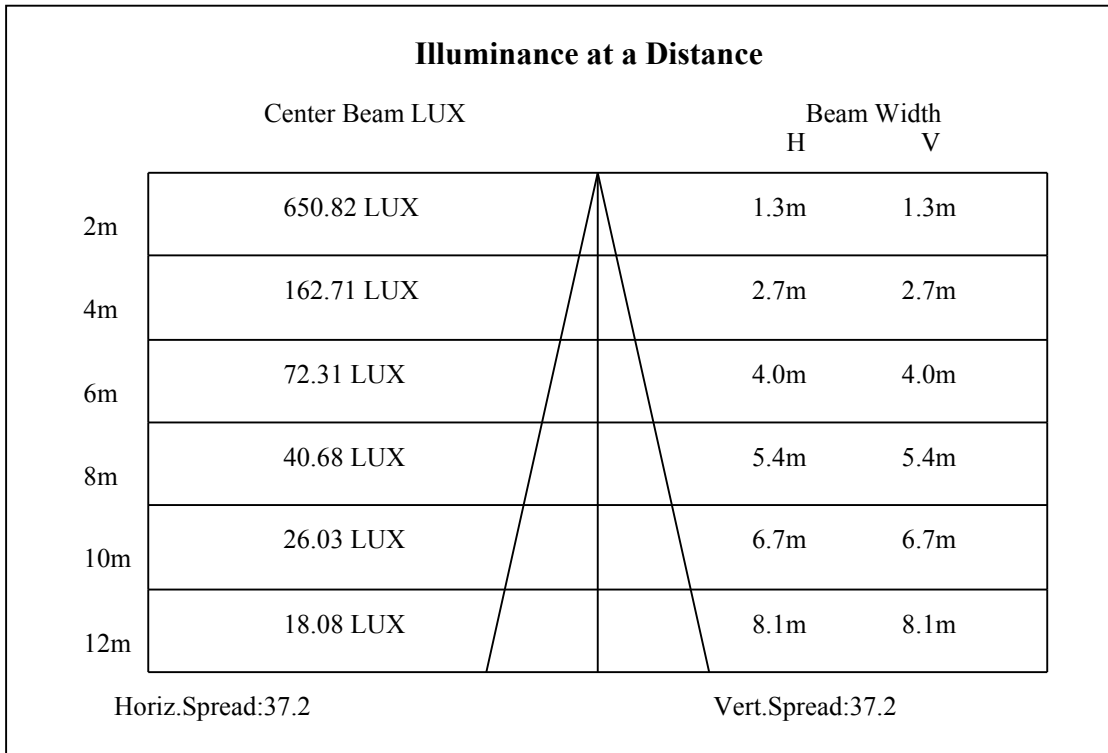 Illuminance at a Distance
Center Beam LUX Beam Width
H V
2m 650.82 LUX 1.3m 1.3m
4m 162.71 LUX 2.7m 2.7m
6m 72.31 LUX 4.0m 4.0m
8m 40.68 LUX 5.4m 5.4m
10m 26.03 LUX 6.7m 6.7m
12m 18.08 LUX 8.1m 8.1m
Horiz.Spread:37.2 Vert.Spread:37.2